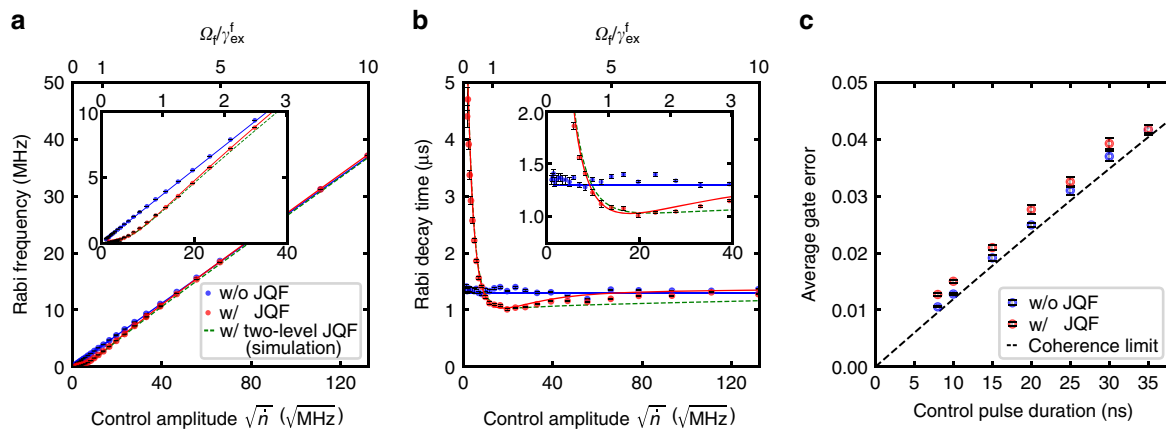 a
Ω_f/γ^f_ex
0 1 5 10
Rabi frequency (MHz)
50
40
30
20
10
0
0 1 2 3
10
5
0
0 20 40
w/o JQF
w/ JQF
w/ two-level JQF
(simulation)
0 40 80 120
Control amplitude √ṅ (√MHz)
b
Ω_f/γ^f_ex
0 1 5 10
Rabi decay time (μs)
5
4
3
2
1
0
0 1 2 3
2.0
1.5
1.0
0 20 40
0 40 80 120
Control amplitude √ṅ (√MHz)
c
Average gate error
0.05
0.04
0.03
0.02
0.01
0.00
w/o JQF
w/ JQF
Coherence limit
0 5 10 15 20 25 30 35
Control pulse duration (ns)